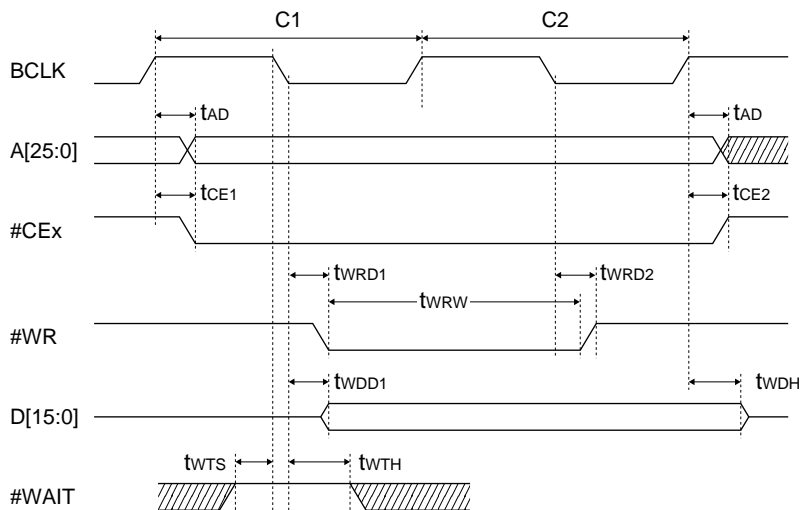 C1 C2
BCLK
tAD tAD
A[25:0]
tCE1 tCE2
#CEx
tWRD1 tWRD2
tWRW
#WR
tWDD1 tWDH
D[15:0]
tWTS tWTH
#WAIT